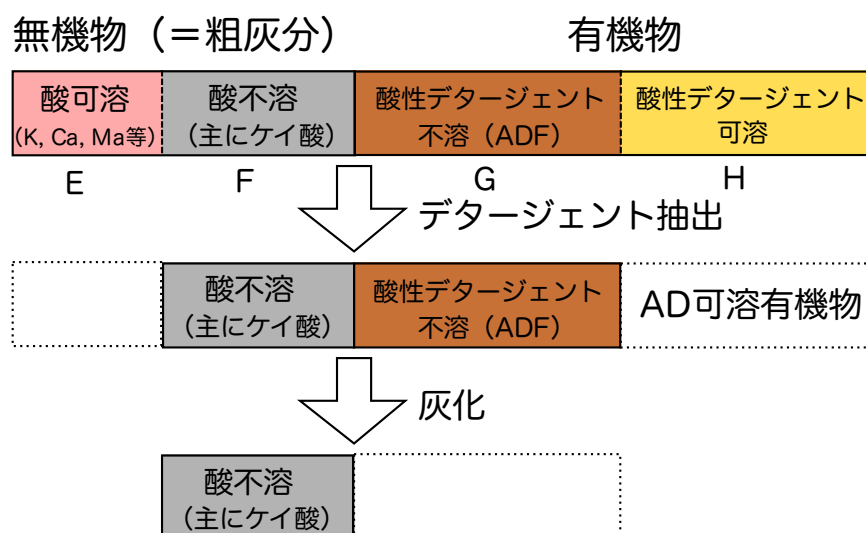 無機物（＝粗灰分）
有機物
酸可溶
(K, Ca, Ma等)
酸不溶
(主にケイ酸)
酸性デタージェント
不溶（ADF）
酸性デタージェント
可溶
E
F
G
H
デタージェント抽出
酸不溶
(主にケイ酸)
酸性デタージェント
不溶（ADF）
AD可溶有機物
灰化
酸不溶
(主にケイ酸)